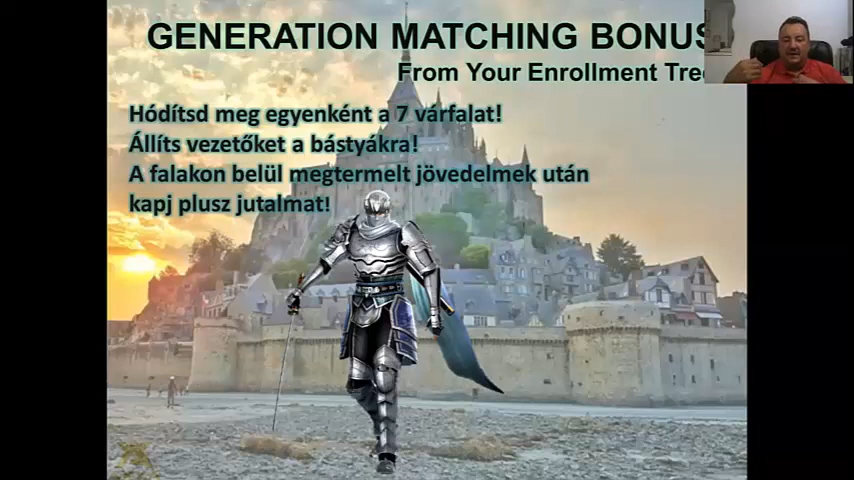 GENERATION MATCHING BONUS
From Your Enrollment Tree
Hódítsd meg egyenként a 7 várfalat!
Állíts vezetőket a bástyákra!
A falakon belül megtermelt jövedelmek után
kapj plusz jutalmat!